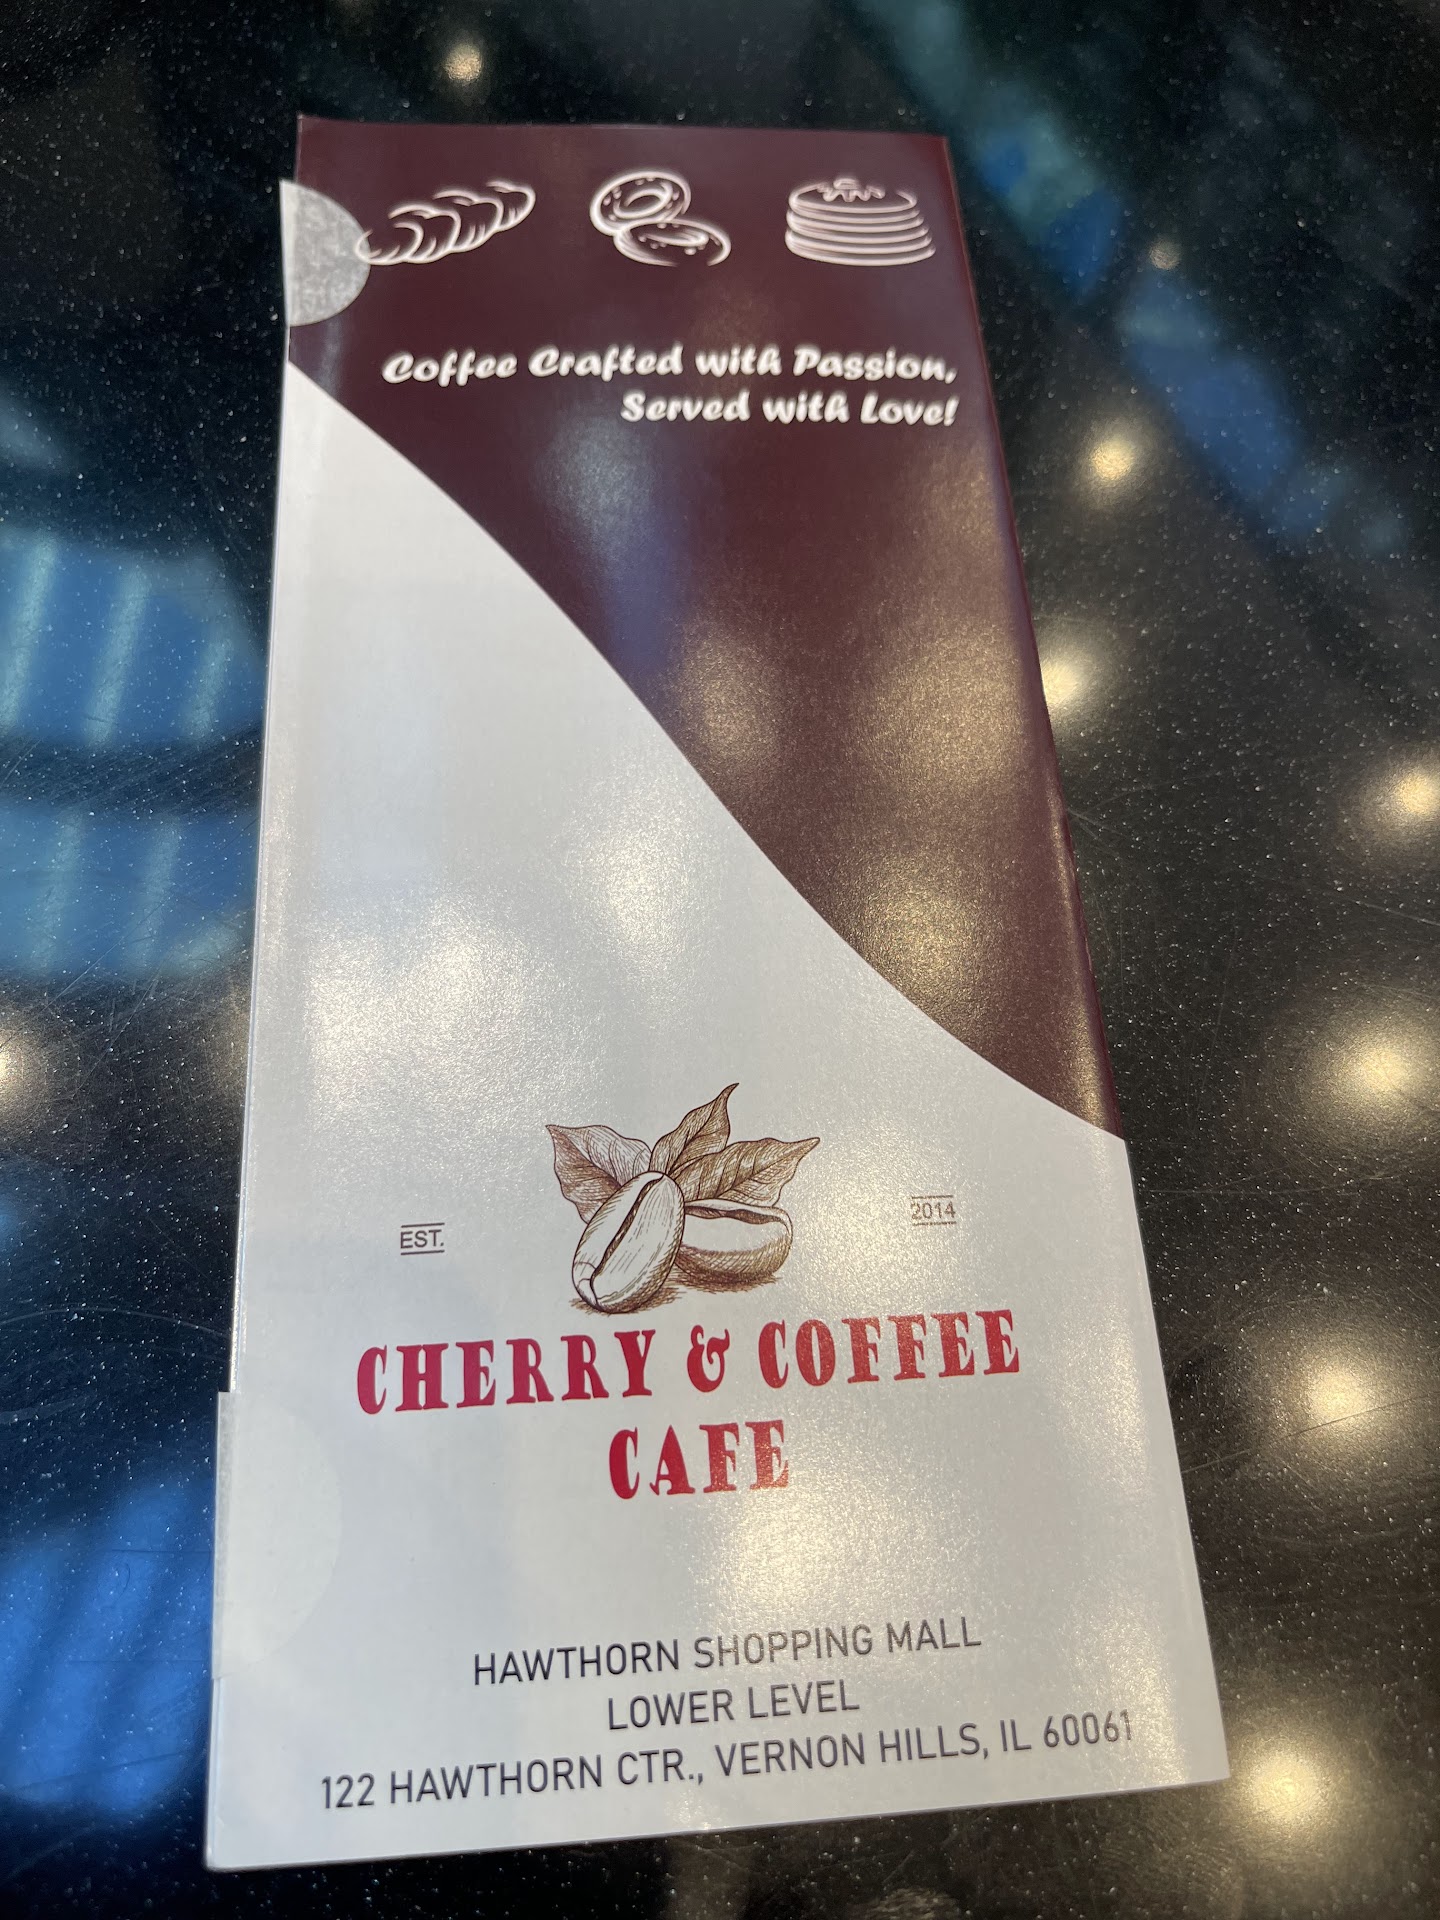 Coffee Crafted with Passion,
Served with Love!
EST.
2014
CHERRY & COFFEE
CAFE
HAWTHORN SHOPPING MALL
LOWER LEVEL
122 HAWTHORN CTR., VERNON HILLS, IL 60061